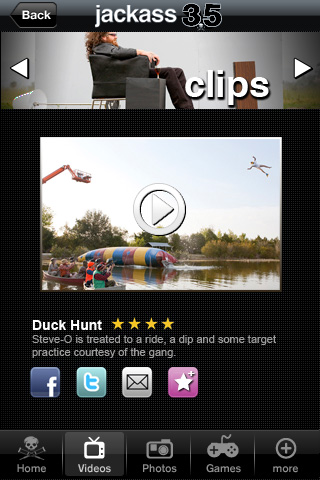 Back
jackass 3.5
clips
Duck Hunt
Steve-O is treated to a ride, a dip and some target
practice courtesy of the gang.
Home
Videos
Photos
Games
more